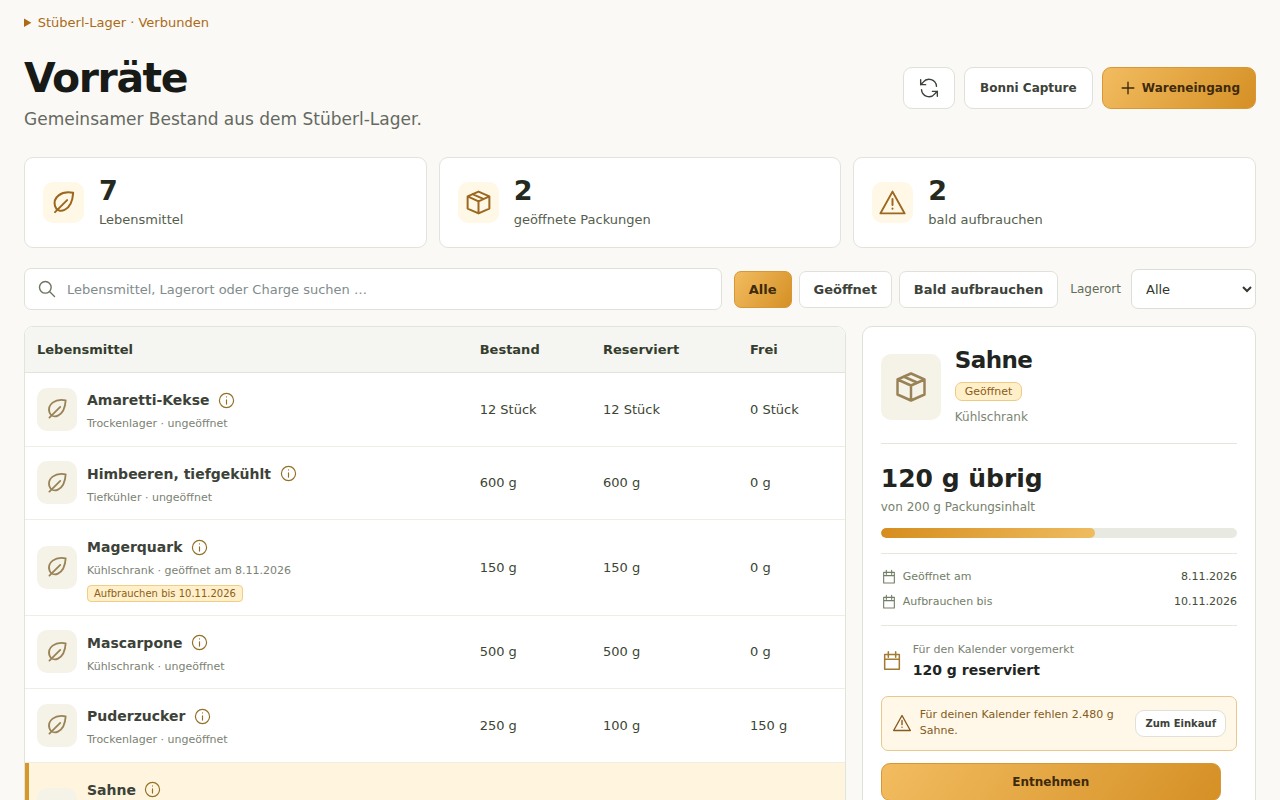 Stüberl-Lager · Verbunden
Vorräte
Gemeinsamer Bestand aus dem Stüberl-Lager.
Bonni Capture
Wareneingang
7
Lebensmittel
2
geöffnete Packungen
2
bald aufbrauchen
Lebensmittel, Lagerort oder Charge suchen …
Alle
Geöffnet
Bald aufbrauchen
Lagerort
Alle
Lebensmittel Bestand Reserviert Frei
Amaretti-Kekse
Trockenlager · ungeöffnet
12 Stück 12 Stück 0 Stück
Himbeeren, tiefgekühlt
Tiefkühler · ungeöffnet
600 g 600 g 0 g
Magerquark
Kühlschrank · geöffnet am 8.11.2026
Aufbrauchen bis 10.11.2026
150 g 150 g 0 g
Mascarpone
Kühlschrank · ungeöffnet
500 g 500 g 0 g
Puderzucker
Trockenlager · ungeöffnet
250 g 100 g 150 g
Sahne
Sahne
Geöffnet
Kühlschrank
120 g übrig
von 200 g Packungsinhalt
Geöffnet am 8.11.2026
Aufbrauchen bis 10.11.2026
Für den Kalender vorgemerkt
120 g reserviert
Für deinen Kalender fehlen 2.480 g
Sahne.
Zum Einkauf
Entnehmen